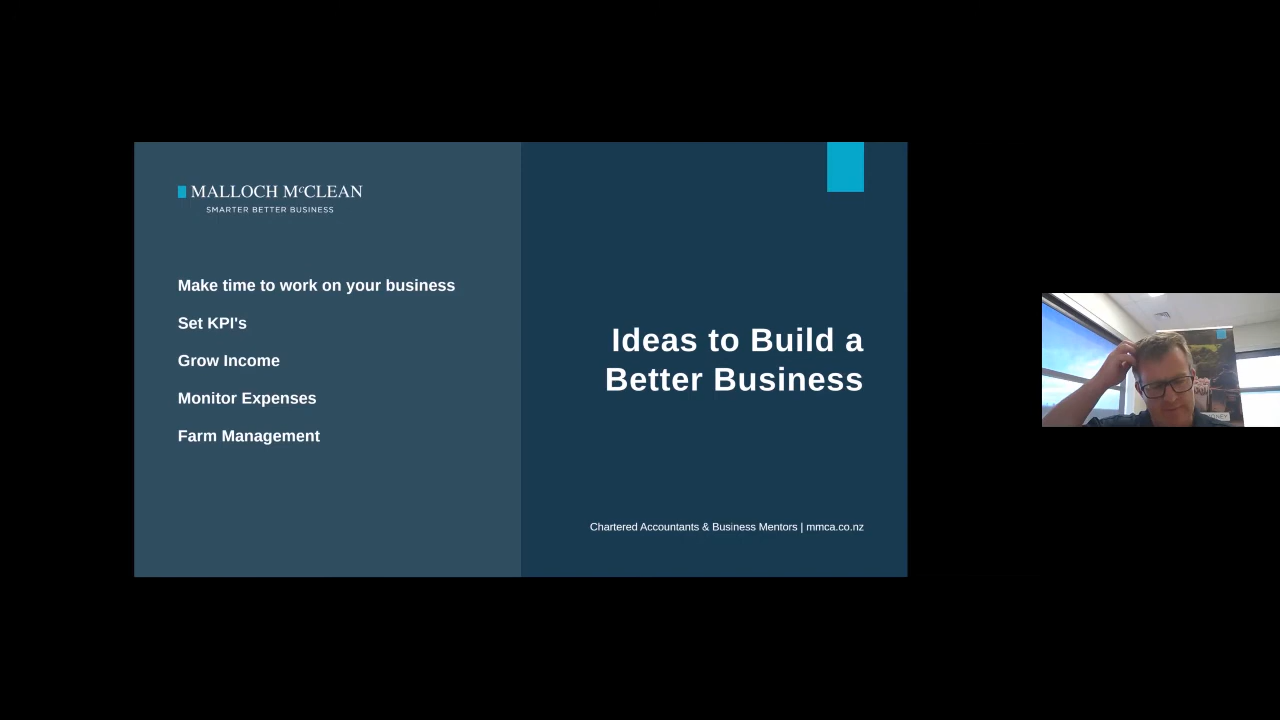 MALLOCH McCLEAN
SMARTER BETTER BUSINESS
Make time to work on your business
Set KPI's
Grow Income
Monitor Expenses
Farm Management
Ideas to Build a
Better Business
Chartered Accountants & Business Mentors | mmca.co.nz